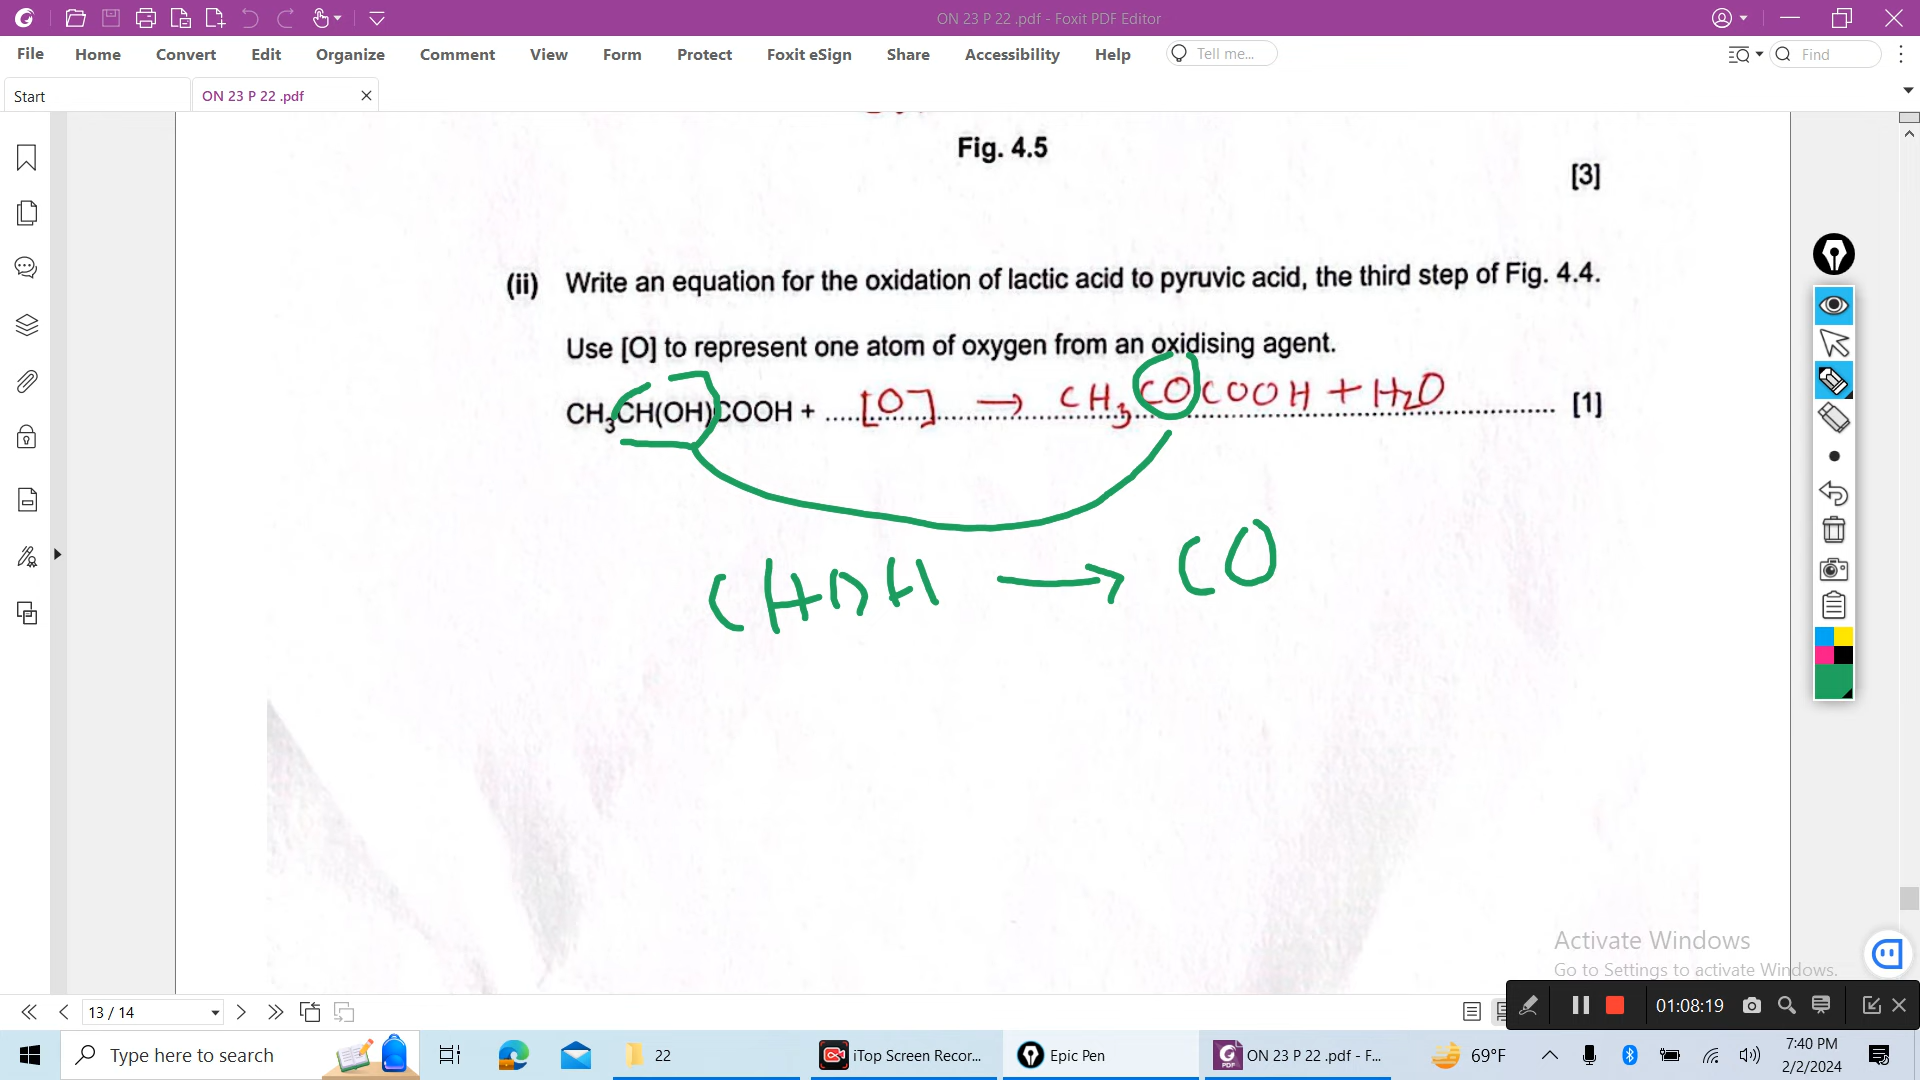 ON 23 P 22 .pdf - Foxit PDF Editor
File Home Convert Edit Organize Comment View Form Protect Foxit eSign Share Accessibility Help Tell me... Find
Start ON 23 P 22 .pdf
Fig. 4.5
[3]
(ii) Write an equation for the oxidation of lactic acid to pyruvic acid, the third step of Fig. 4.4.
Use [O] to represent one atom of oxygen from an oxidising agent.
CH₃CH(OH)COOH + [O] → CH₃COCOOH + H₂O [1]
CHOH → CO
Activate Windows
Go to Settings to activate Windows.
13 / 14
01:08:19
Type here to search 22 iTop Screen Recor... Epic Pen ON 23 P 22 .pdf - F... 69°F 7:40 PM
2/2/2024